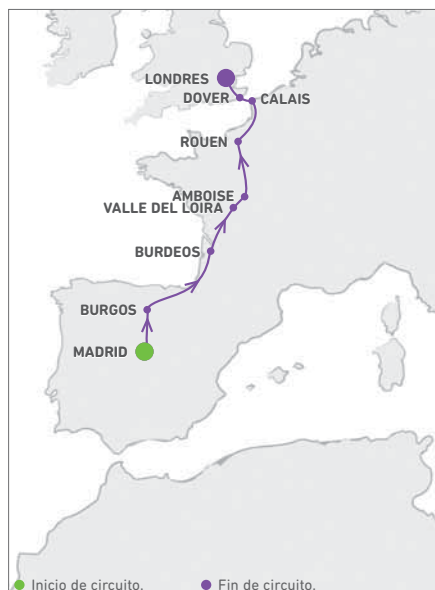 LONDRES
DOVER
CALAIS
ROUEN
AMBOISE
VALLE DEL LOIRA
BURDEOS
BURGOS
MADRID
Inicio de circuito.
Fin de circuito.